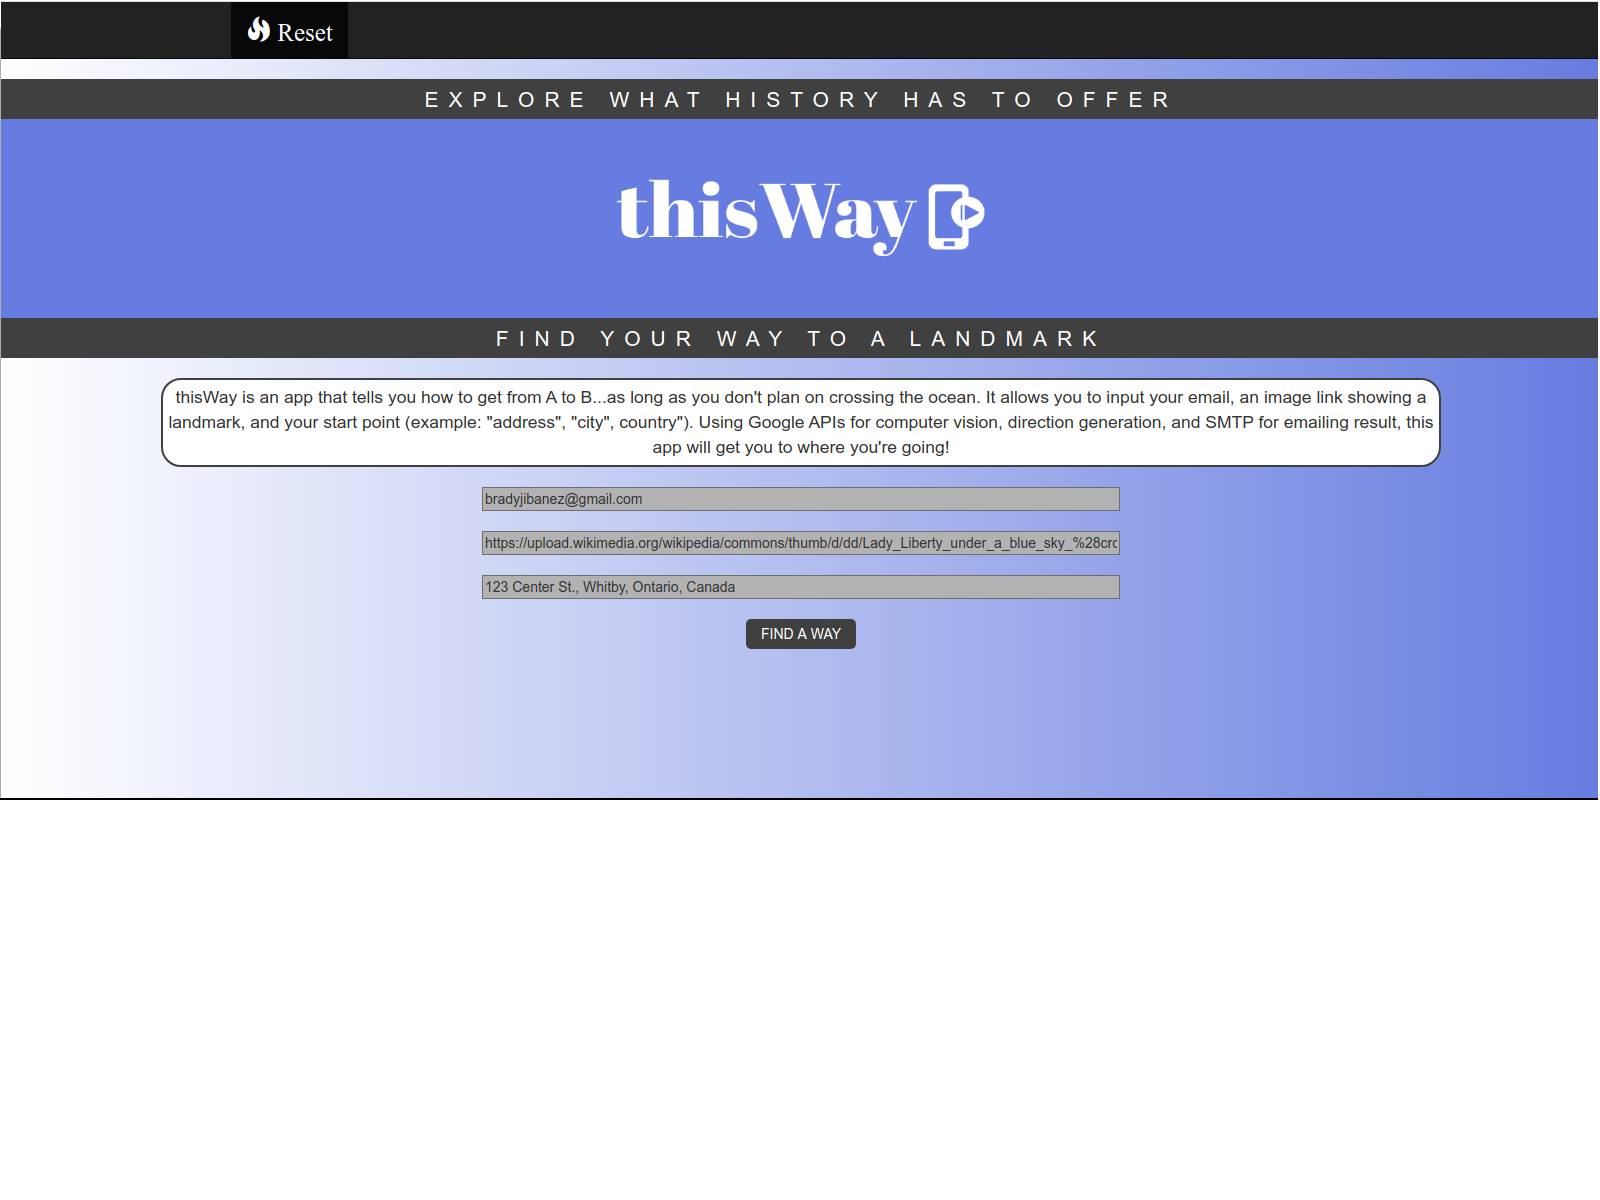 Reset
EXPLORE WHAT HISTORY HAS TO OFFER
thisWay
FIND YOUR WAY TO A LANDMARK
thisWay is an app that tells you how to get from A to B...as long as you don't plan on crossing the ocean. It allows you to input your email, an image link showing a
landmark, and your start point (example: "address", "city", country"). Using Google APIs for computer vision, direction generation, and SMTP for emailing result, this
app will get you to where you're going!
bradyjibanez@gmail.com
https://upload.wikimedia.org/wikipedia/commons/thumb/d/dd/Lady_Liberty_under_a_blue_sky_%28cro
123 Center St., Whitby, Ontario, Canada
FIND A WAY